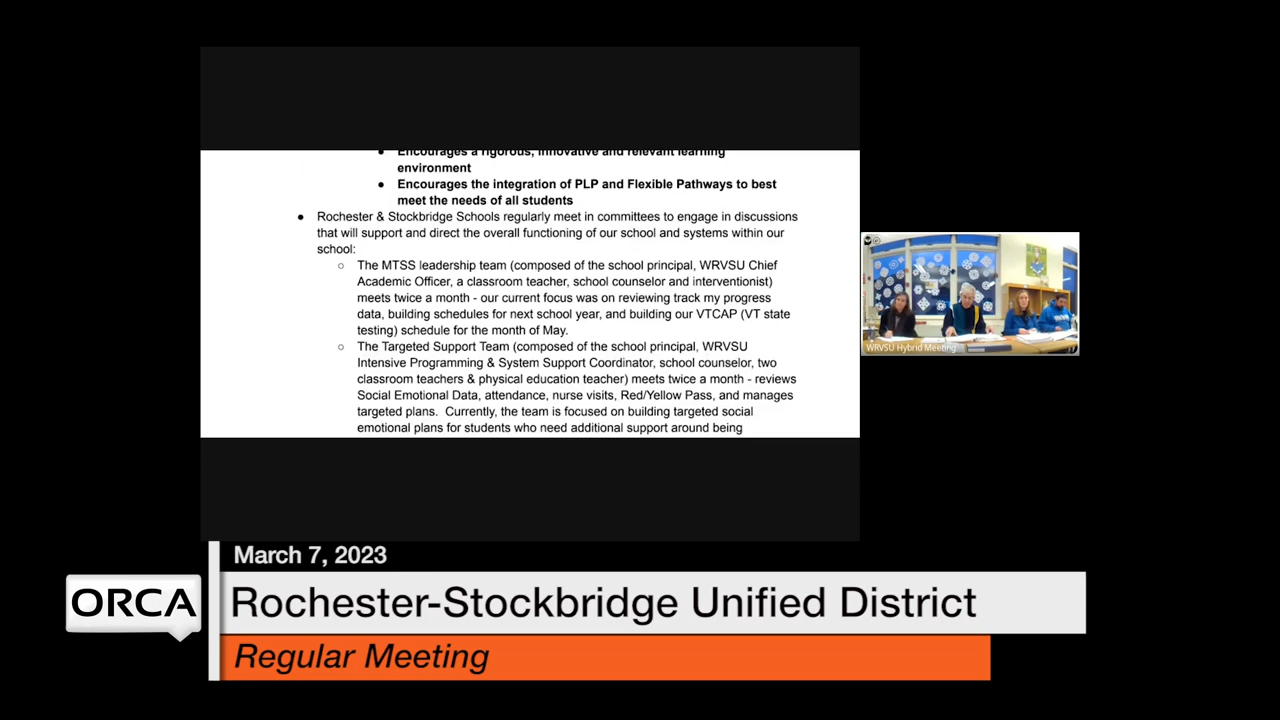 ● Encourages a rigorous, innovative and relevant learning
environment
● Encourages the integration of PLP and Flexible Pathways to best
meet the needs of all students
● Rochester & Stockbridge Schools regularly meet in committees to engage in discussions
that will support and direct the overall functioning of our school and systems within our
school:
○ The MTSS leadership team (composed of the school principal, WRVSU Chief
Academic Officer, a classroom teacher, school counselor and interventionist)
meets twice a month - our current focus was on reviewing track my progress
data, building schedules for next school year, and building our VTCAP (VT state
testing) schedule for the month of May.
○ The Targeted Support Team (composed of the school principal, WRVSU
Intensive Programming & System Support Coordinator, school counselor, two
classroom teachers & physical education teacher) meets twice a month - reviews
Social Emotional Data, attendance, nurse visits, Red/Yellow Pass, and manages
targeted plans.  Currently, the team is focused on building targeted social
emotional plans for students who need additional support around being
WRVSU Hybrid Meeting
March 7, 2023
ORCA
Rochester-Stockbridge Unified District
Regular Meeting